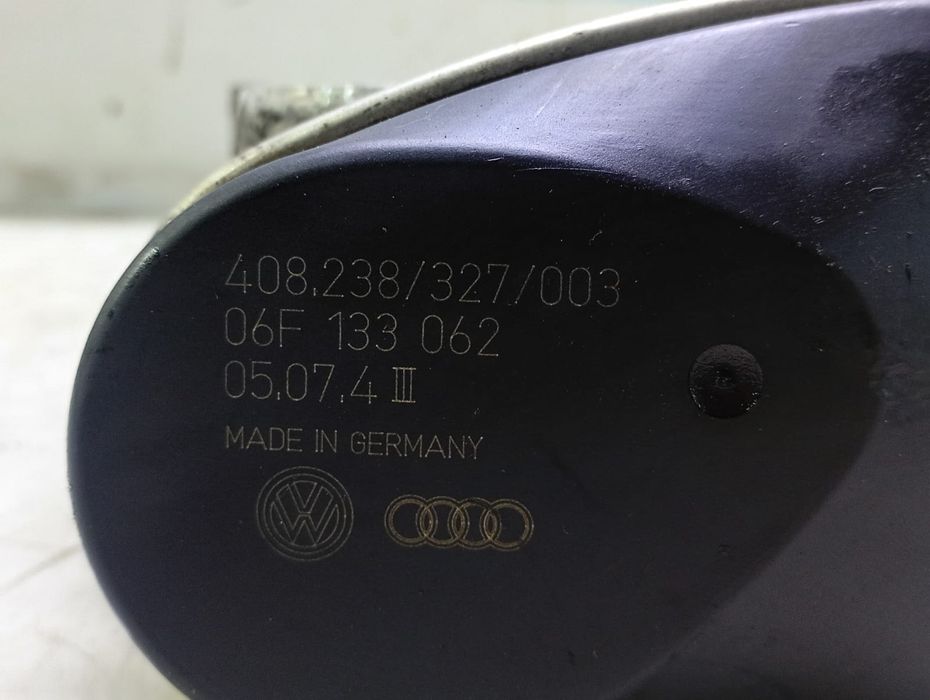 408.238/327/003
06F 133 062
05.07.4 III
MADE IN GERMANY